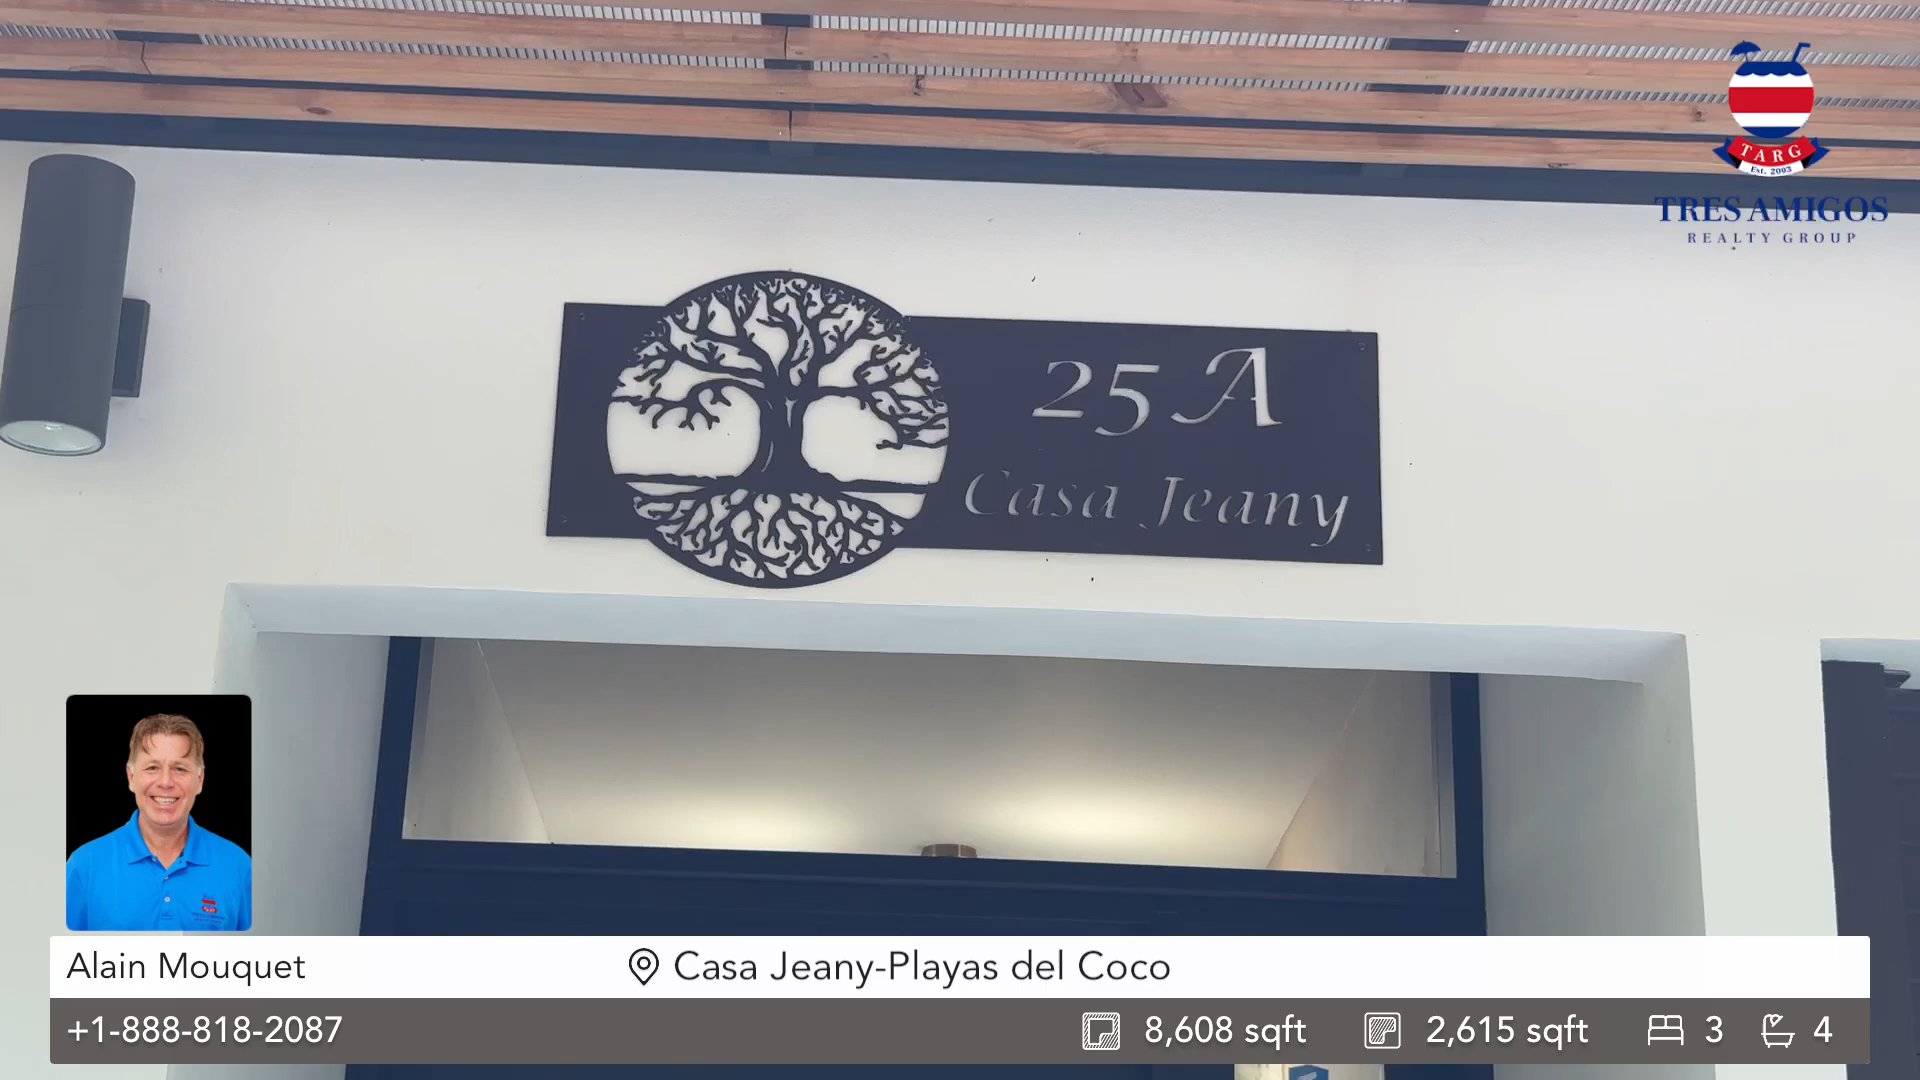 TARG
Est. 2003
TRES AMIGOS
REALTY GROUP
25 A
Casa Jeany
Alain Mouquet
Casa Jeany-Playas del Coco
+1-888-818-2087
8,608 sqft
2,615 sqft
3
4